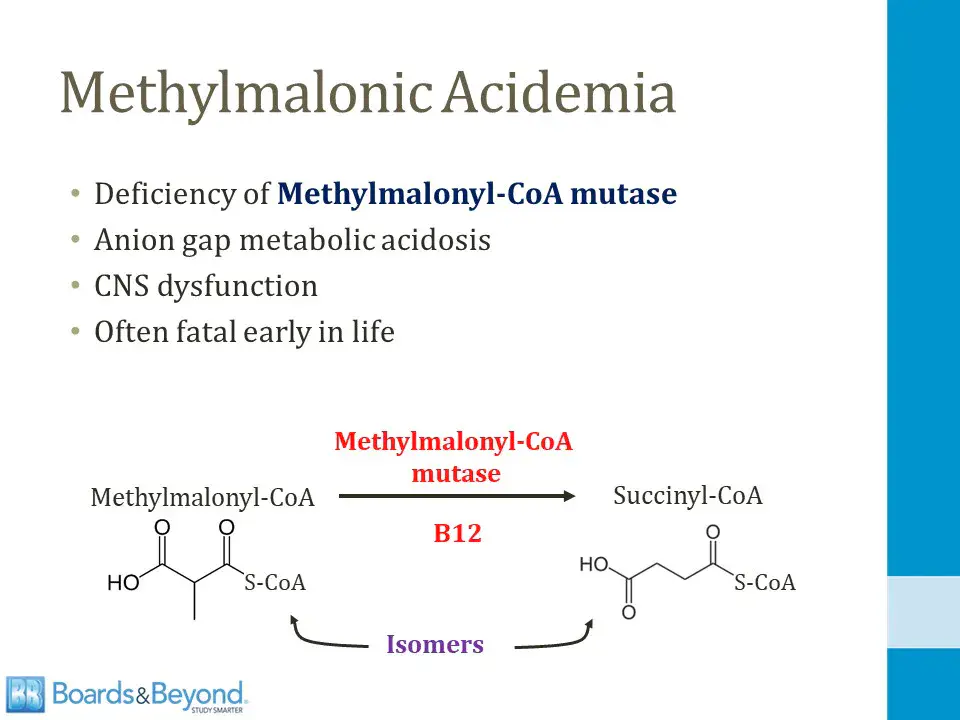 Methylmalonic Acidemia
• Deficiency of Methylmalonyl-CoA mutase
• Anion gap metabolic acidosis
• CNS dysfunction
• Often fatal early in life
Methylmalonyl-CoA
mutase
Methylmalonyl-CoA
Succinyl-CoA
B12
O O
HO
S-CoA
O
HO
O
S-CoA
Isomers
BB Boards&Beyond.
STUDY SMARTER